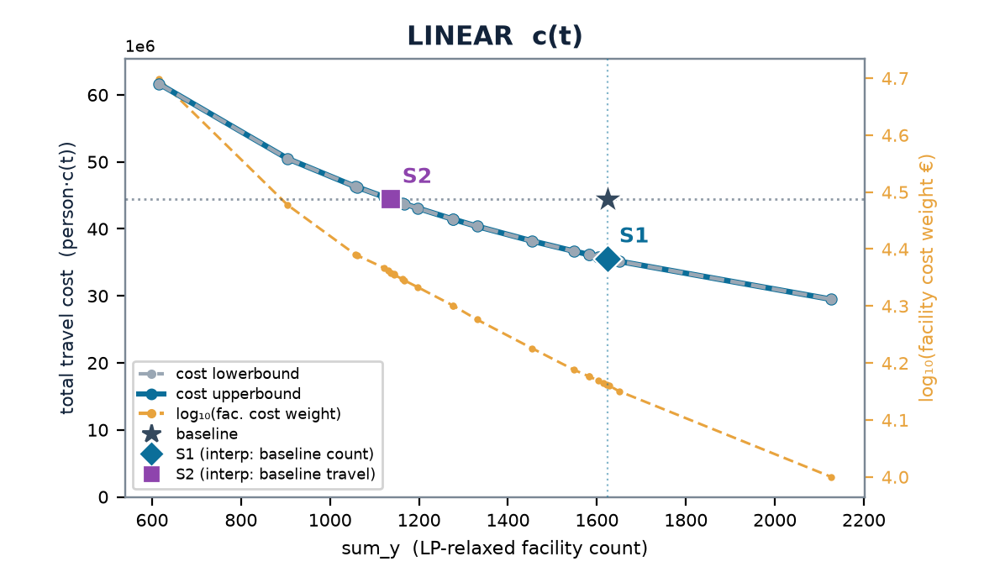 LINEAR  c(t)
1e6
60
50
40
30
20
10
0
total travel cost  (person·c(t))
4.7
4.6
4.5
4.4
4.3
4.2
4.1
4.0
log₁₀(facility cost weight €)
S2
S1
cost lowerbound
cost upperbound
log₁₀(fac. cost weight)
baseline
S1 (interp: baseline count)
S2 (interp: baseline travel)
600
800
1000
1200
1400
1600
1800
2000
2200
sum_y  (LP-relaxed facility count)